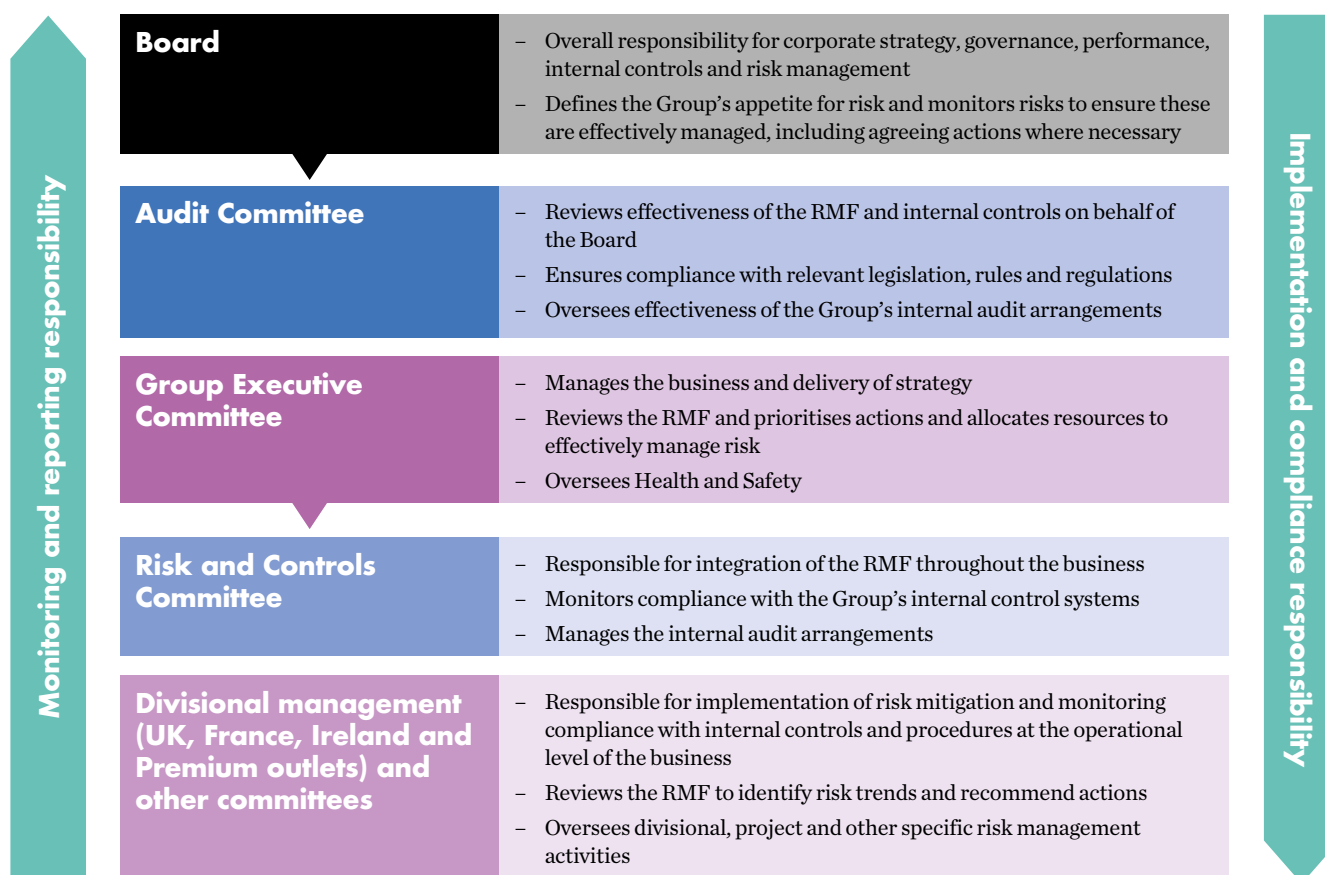 Monitoring and reporting responsibility
Board
– Overall responsibility for corporate strategy, governance, performance,
internal controls and risk management
– Defines the Group’s appetite for risk and monitors risks to ensure these
are effectively managed, including agreeing actions where necessary
Audit Committee
– Reviews effectiveness of the RMF and internal controls on behalf of
the Board
– Ensures compliance with relevant legislation, rules and regulations
– Oversees effectiveness of the Group’s internal audit arrangements
Group Executive
Committee
– Manages the business and delivery of strategy
– Reviews the RMF and prioritises actions and allocates resources to
effectively manage risk
– Oversees Health and Safety
Risk and Controls
Committee
– Responsible for integration of the RMF throughout the business
– Monitors compliance with the Group’s internal control systems
– Manages the internal audit arrangements
Divisional management
(UK, France, Ireland and
Premium outlets) and
other committees
– Responsible for implementation of risk mitigation and monitoring
compliance with internal controls and procedures at the operational
level of the business
– Reviews the RMF to identify risk trends and recommend actions
– Oversees divisional, project and other specific risk management
activities
Implementation and compliance responsibility